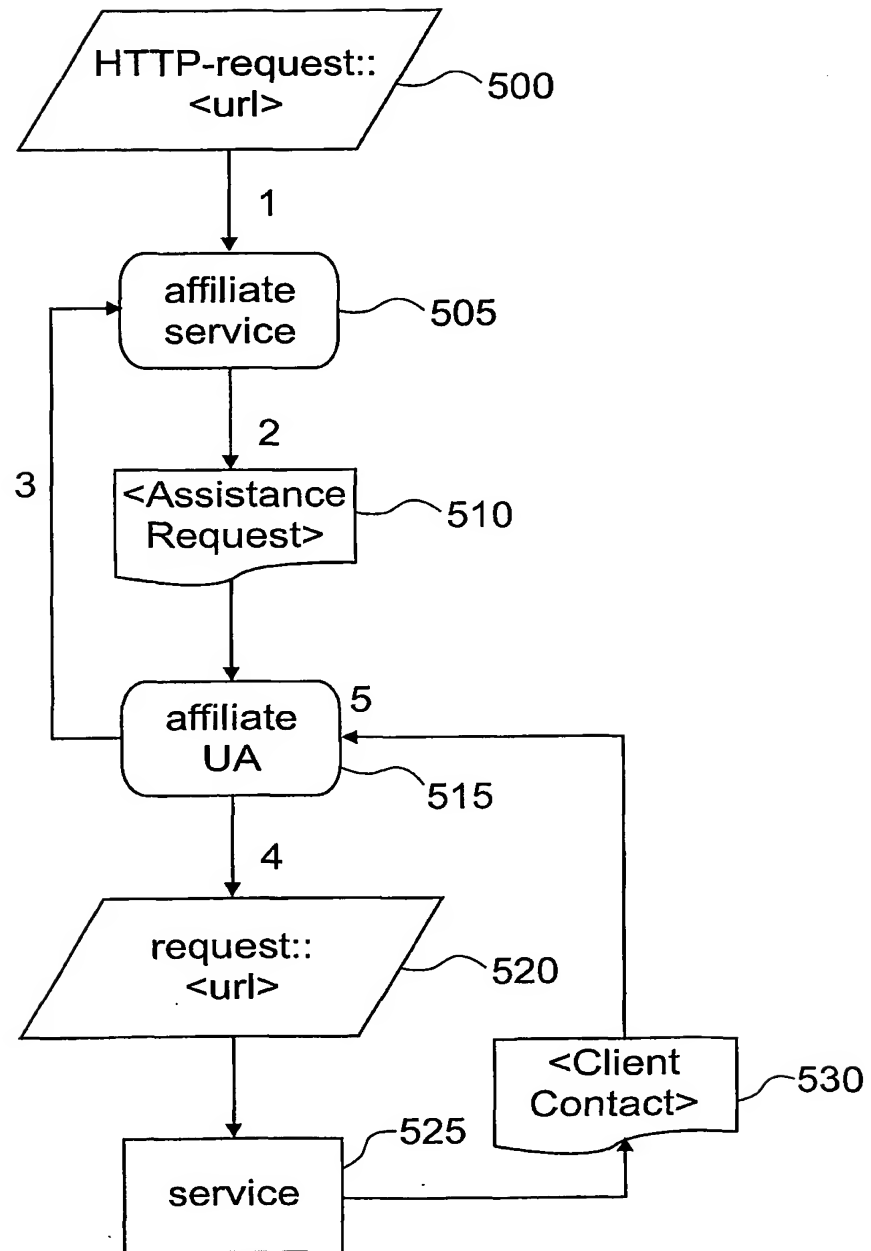 HTTP-request::
<url>
500
1
affiliate
service
505
3
2
<Assistance
Request>
510
5
affiliate
UA
515
4
request::
<url>
520
<Client
Contact>
530
525
service